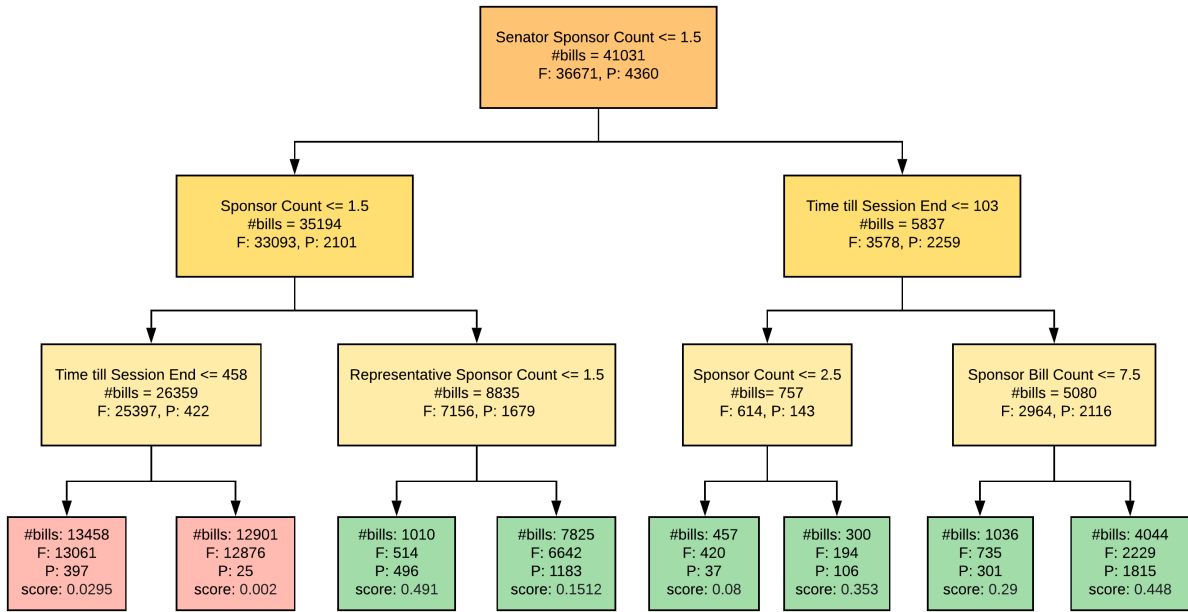 Senator Sponsor Count <= 1.5
#bills = 41031
F: 36671, P: 4360
Sponsor Count <= 1.5
#bills = 35194
F: 33093, P: 2101
Time till Session End <= 103
#bills = 5837
F: 3578, P: 2259
Time till Session End <= 458
#bills = 26359
F: 25397, P: 422
Representative Sponsor Count <= 1.5
#bills = 8835
F: 7156, P: 1679
Sponsor Count <= 2.5
#bills= 757
F: 614, P: 143
Sponsor Bill Count <= 7.5
#bills = 5080
F: 2964, P: 2116
#bills: 13458
F: 13061
P: 397
score: 0.0295
#bills: 12901
F: 12876
P: 25
score: 0.002
#bills: 1010
F: 514
P: 496
score: 0.491
#bills: 7825
F: 6642
P: 1183
score: 0.1512
#bills: 457
F: 420
P: 37
score: 0.08
#bills: 300
F: 194
P: 106
score: 0.353
#bills: 1036
F: 735
P: 301
score: 0.29
#bills: 4044
F: 2229
P: 1815
score: 0.448